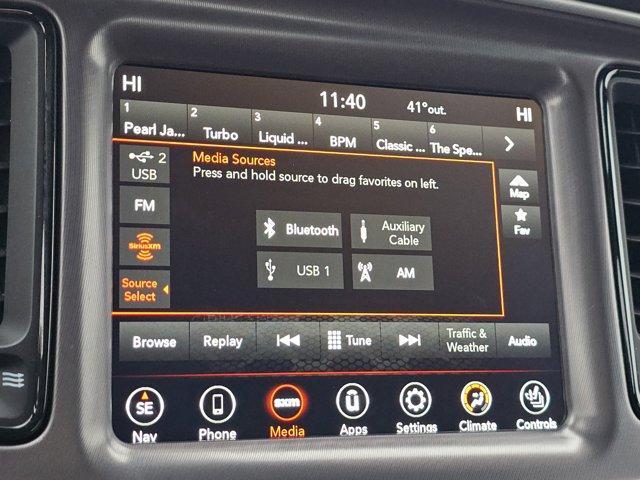 HI 11:40 41°out. HI
1 Pearl Ja... 2 Turbo 3 Liquid ... 4 BPM 5 Classic ... 6 The Spe...
Media Sources
Press and hold source to drag favorites on left.
2
USB
FM
SiriusXM
Source
Select
Bluetooth
Auxiliary
Cable
USB 1
AM
Map
Fav
Browse Replay Tune Traffic &
Weather Audio
SE sxm ü
Nav Phone Media Apps Settings Climate Controls